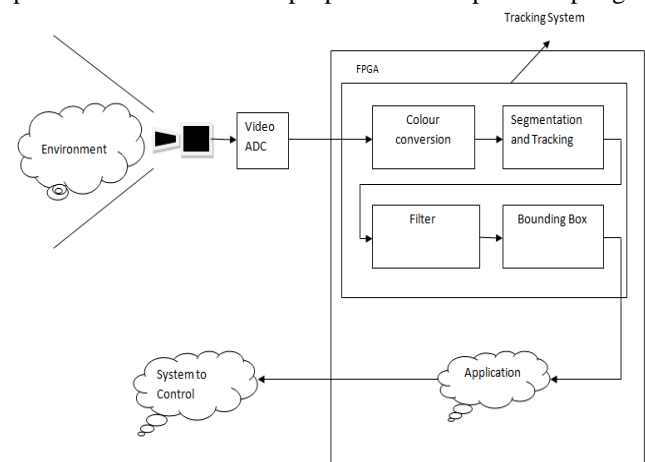 Tracking System
FPGA
Environment
Video
ADC
Colour
conversion
Segmentation
and Tracking
Filter
Bounding Box
System to
Control
Application